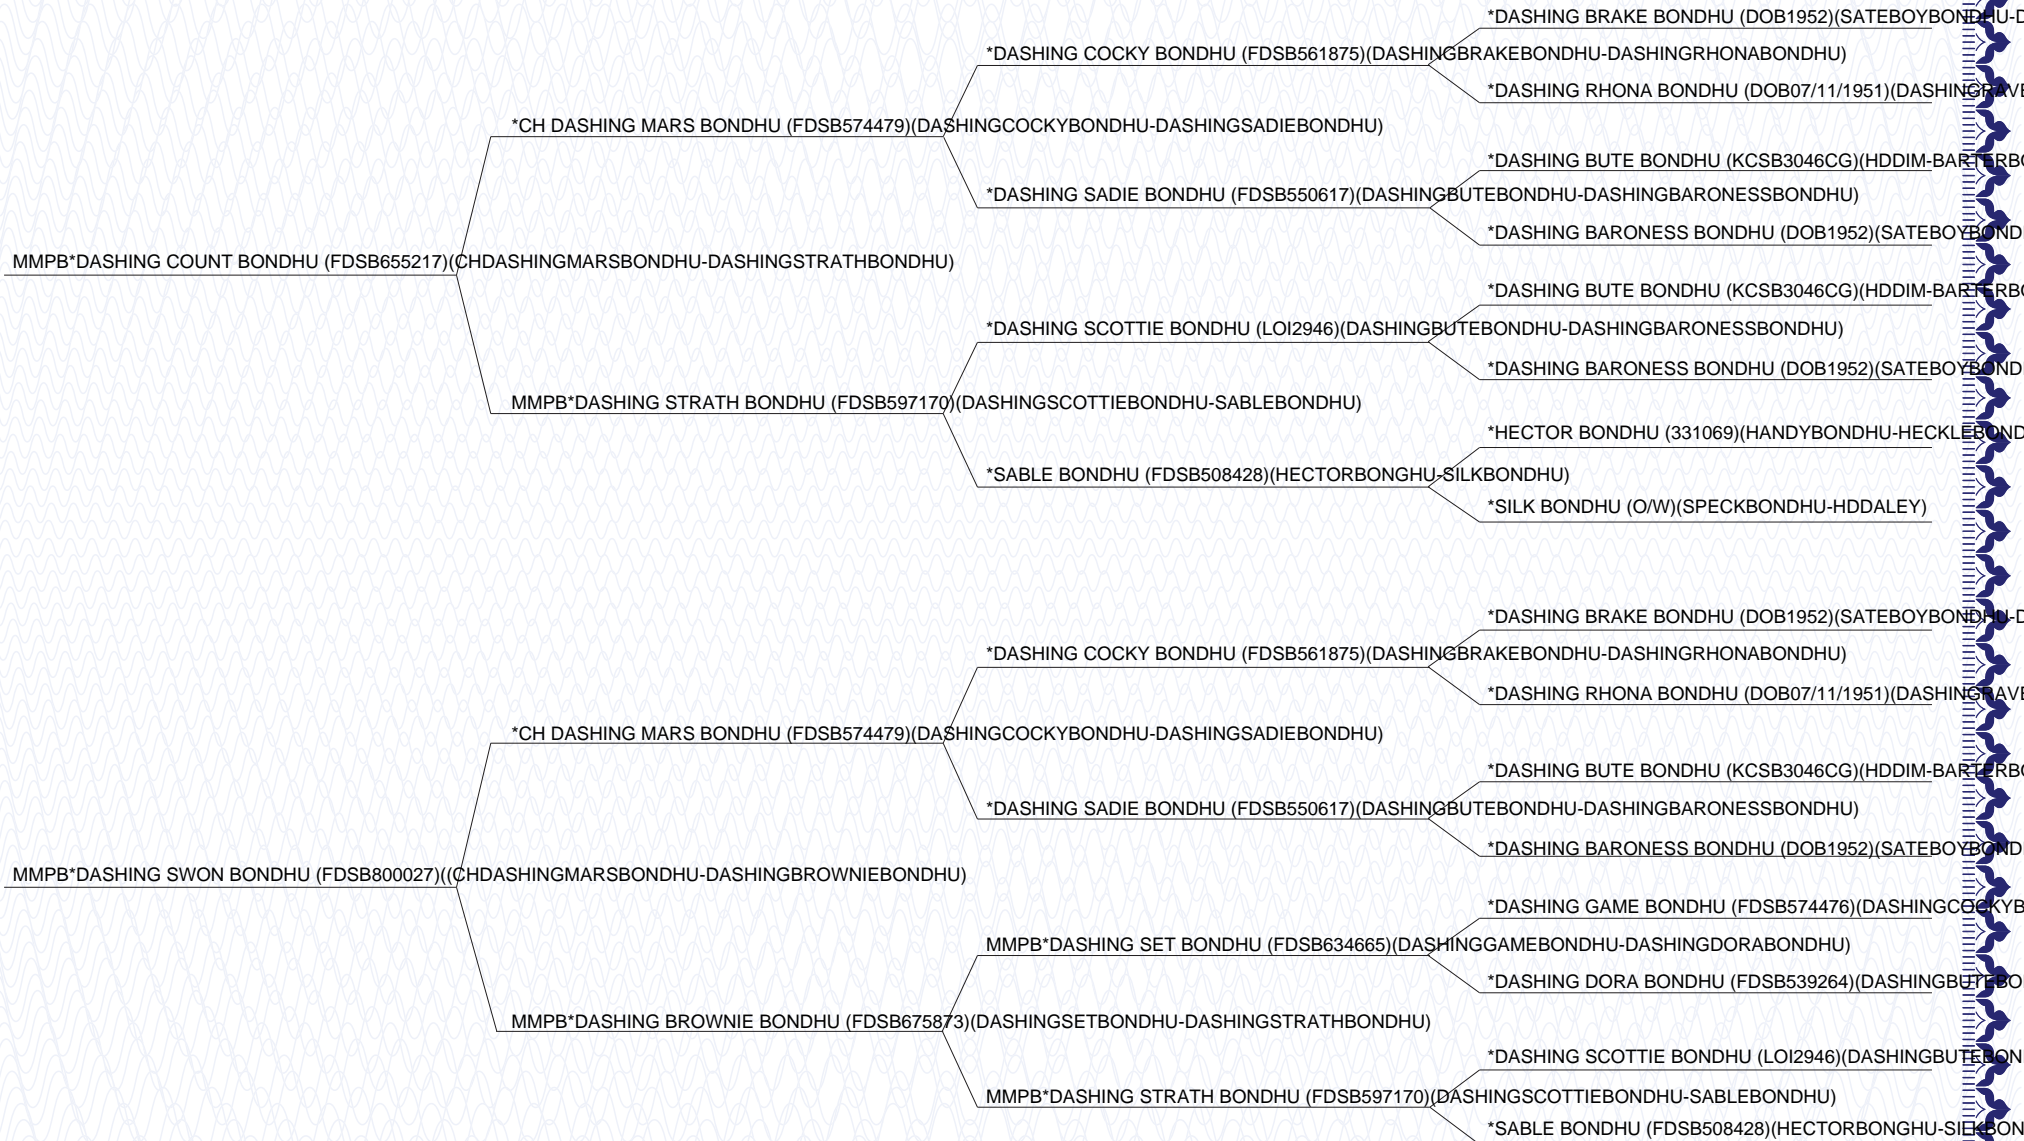 *DASHING BRAKE BONDHU (DOB1952)(SATEBOYBONDHU-D
*DASHING COCKY BONDHU (FDSB561875)(DASHINGBRAKEBONDHU-DASHINGRHONABONDHU)
*DASHING RHONA BONDHU (DOB07/11/1951)(DASHINGRAVE
*CH DASHING MARS BONDHU (FDSB574479)(DASHINGCOCKYBONDHU-DASHINGSADIEBONDHU)
*DASHING BUTE BONDHU (KCSB3046CG)(HDDIM-BARTERBO
*DASHING SADIE BONDHU (FDSB550617)(DASHINGBUTEBONDHU-DASHINGBARONESSBONDHU)
*DASHING BARONESS BONDHU (DOB1952)(SATEBOYBOND
MMPB*DASHING COUNT BONDHU (FDSB655217)(CHDASHINGMARSBONDHU-DASHINGSTRATHBONDHU)
*DASHING BUTE BONDHU (KCSB3046CG)(HDDIM-BARTERBO
*DASHING SCOTTIE BONDHU (LOI2946)(DASHINGBUTEBONDHU-DASHINGBARONESSBONDHU)
*DASHING BARONESS BONDHU (DOB1952)(SATEBOYBOND
MMPB*DASHING STRATH BONDHU (FDSB597170)(DASHINGSCOTTIEBONDHU-SABLEBONDHU)
*HECTOR BONDHU (331069)(HANDYBONDHU-HECKLEBOND
*SABLE BONDHU (FDSB508428)(HECTORBONGHU-SILKBONDHU)
*SILK BONDHU (O/W)(SPECKBONDHU-HDDALEY)
*DASHING BRAKE BONDHU (DOB1952)(SATEBOYBONDHU-D
*DASHING COCKY BONDHU (FDSB561875)(DASHINGBRAKEBONDHU-DASHINGRHONABONDHU)
*DASHING RHONA BONDHU (DOB07/11/1951)(DASHINGRAVE
*CH DASHING MARS BONDHU (FDSB574479)(DASHINGCOCKYBONDHU-DASHINGSADIEBONDHU)
*DASHING BUTE BONDHU (KCSB3046CG)(HDDIM-BARTERBO
*DASHING SADIE BONDHU (FDSB550617)(DASHINGBUTEBONDHU-DASHINGBARONESSBONDHU)
*DASHING BARONESS BONDHU (DOB1952)(SATEBOYBOND
MMPB*DASHING SWON BONDHU (FDSB800027)((CHDASHINGMARSBONDHU-DASHINGBROWNIEBONDHU)
*DASHING GAME BONDHU (FDSB574476)(DASHINGCOCKYB
MMPB*DASHING SET BONDHU (FDSB634665)(DASHINGGAMEBONDHU-DASHINGDORABONDHU)
*DASHING DORA BONDHU (FDSB539264)(DASHINGBUTEBO
MMPB*DASHING BROWNIE BONDHU (FDSB675873)(DASHINGSETBONDHU-DASHINGSTRATHBONDHU)
*DASHING SCOTTIE BONDHU (LOI2946)(DASHINGBUTEBON
MMPB*DASHING STRATH BONDHU (FDSB597170)(DASHINGSCOTTIEBONDHU-SABLEBONDHU)
*SABLE BONDHU (FDSB508428)(HECTORBONGHU-SILKBON